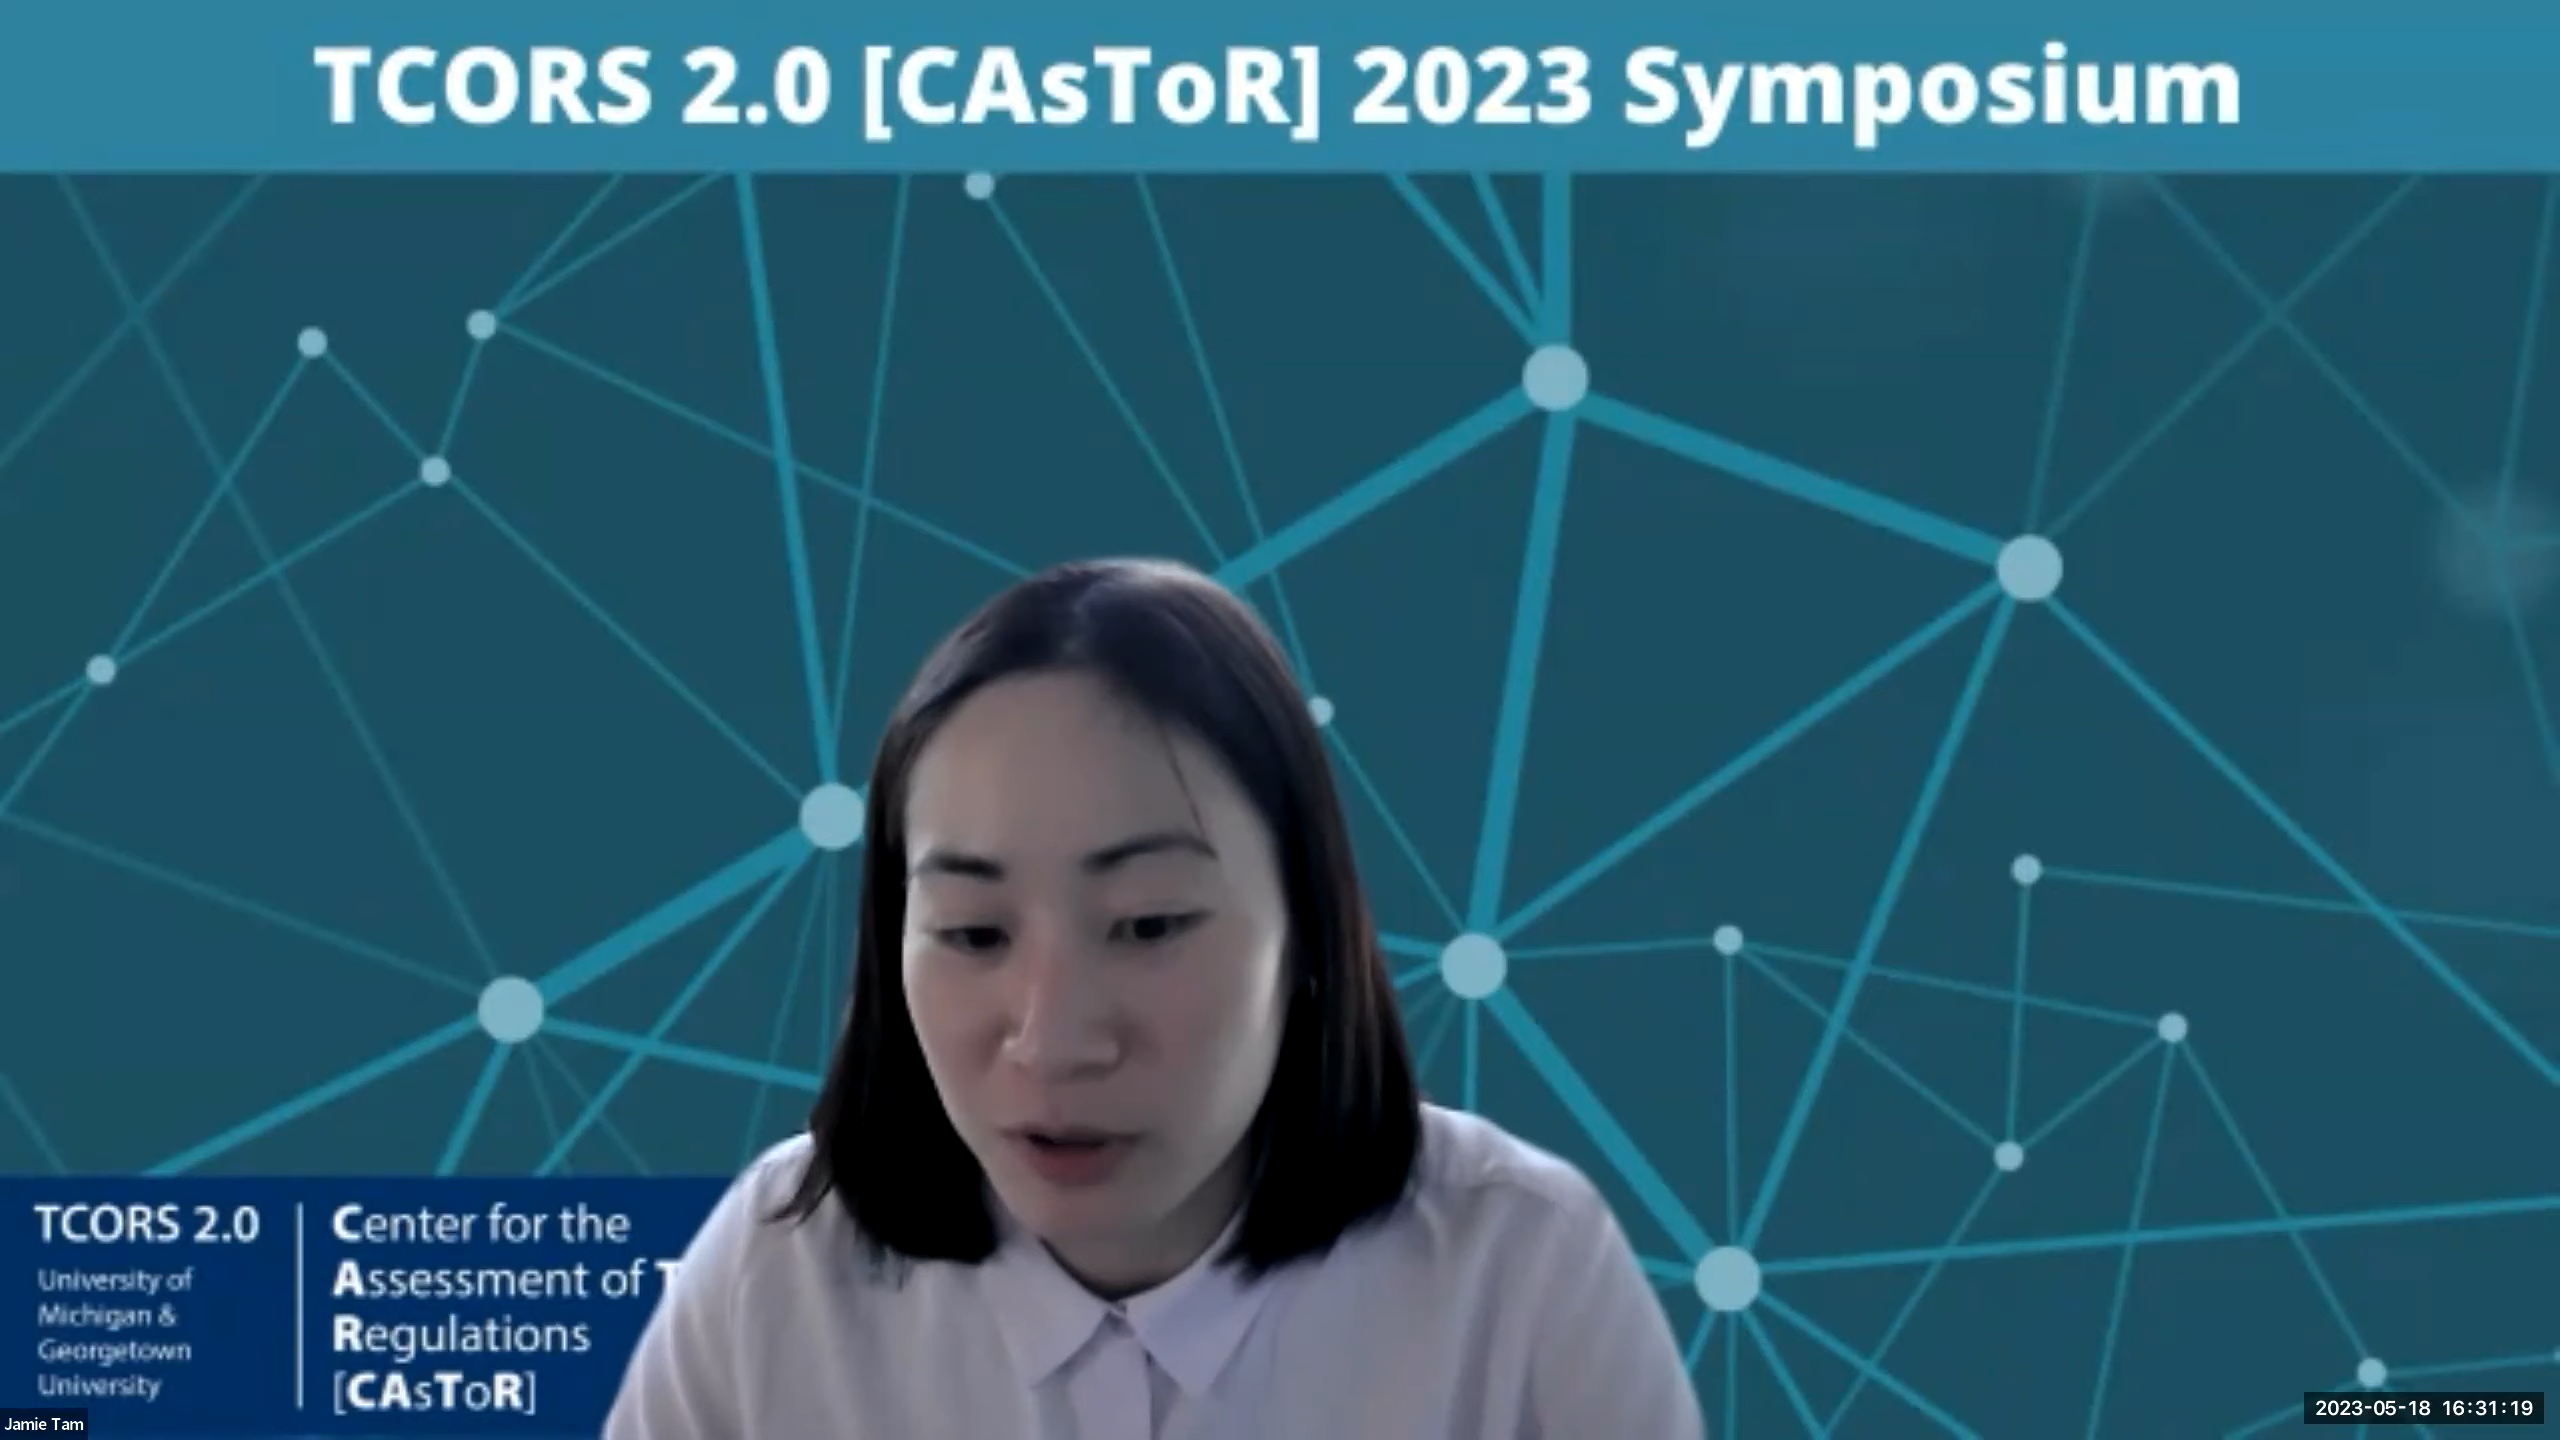 TCORS 2.0 [CAsToR] 2023 Symposium
TCORS 2.0
University of
Michigan &
Georgetown
University
Center for the
Assessment of T
Regulations
[CAsToR]
Jamie Tam
2023-05-18 16:31:19